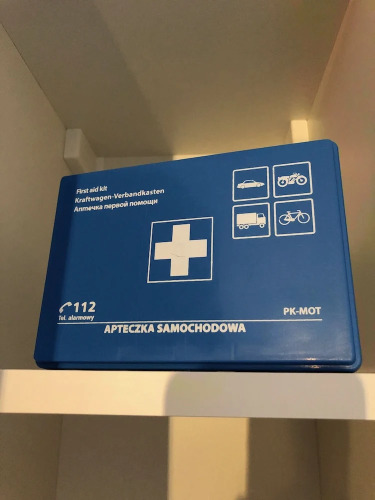 First aid kit
Kraftwagen-Verbandkasten
Аптечка первой помощи
112
Tel. alarmowy
PK-MOT
APTECZKA SAMOCHODOWA